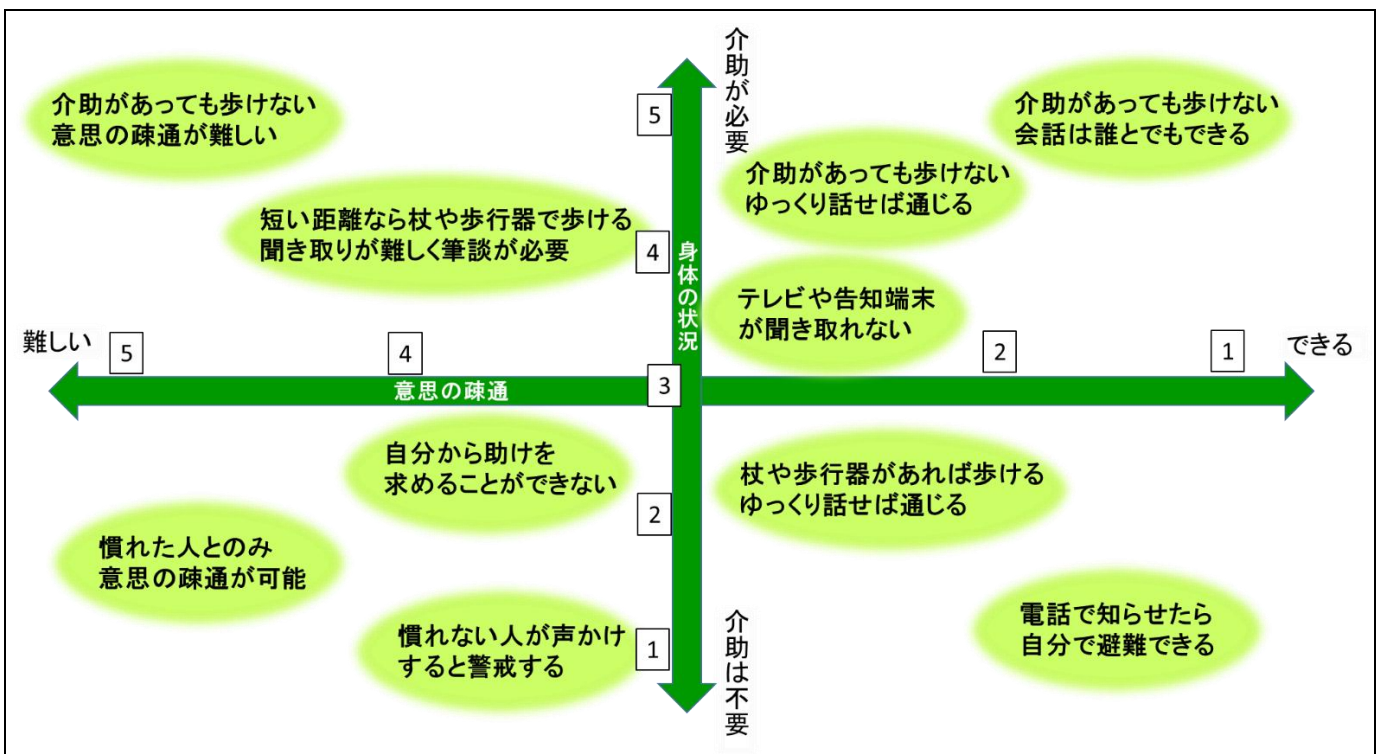 介助が必要
介助があっても歩けない
意思の疎通が難しい
5
介助があっても歩けない
会話は誰とでもできる
介助があっても歩けない
ゆっくり話せば通じる
短い距離なら杖や歩行器で歩ける
聞き取りが難しく筆談が必要
4
身体の状況
テレビや告知端末
が聞き取れない
難しい
5
4
2
1
できる
3
意思の疎通
自分から助けを
求めることができない
杖や歩行器があれば歩ける
ゆっくり話せば通じる
2
慣れた人とのみ
意思の疎通が可能
慣れない人が声かけ
すると警戒する
1
介助は不要
電話で知らせたら
自分で避難できる